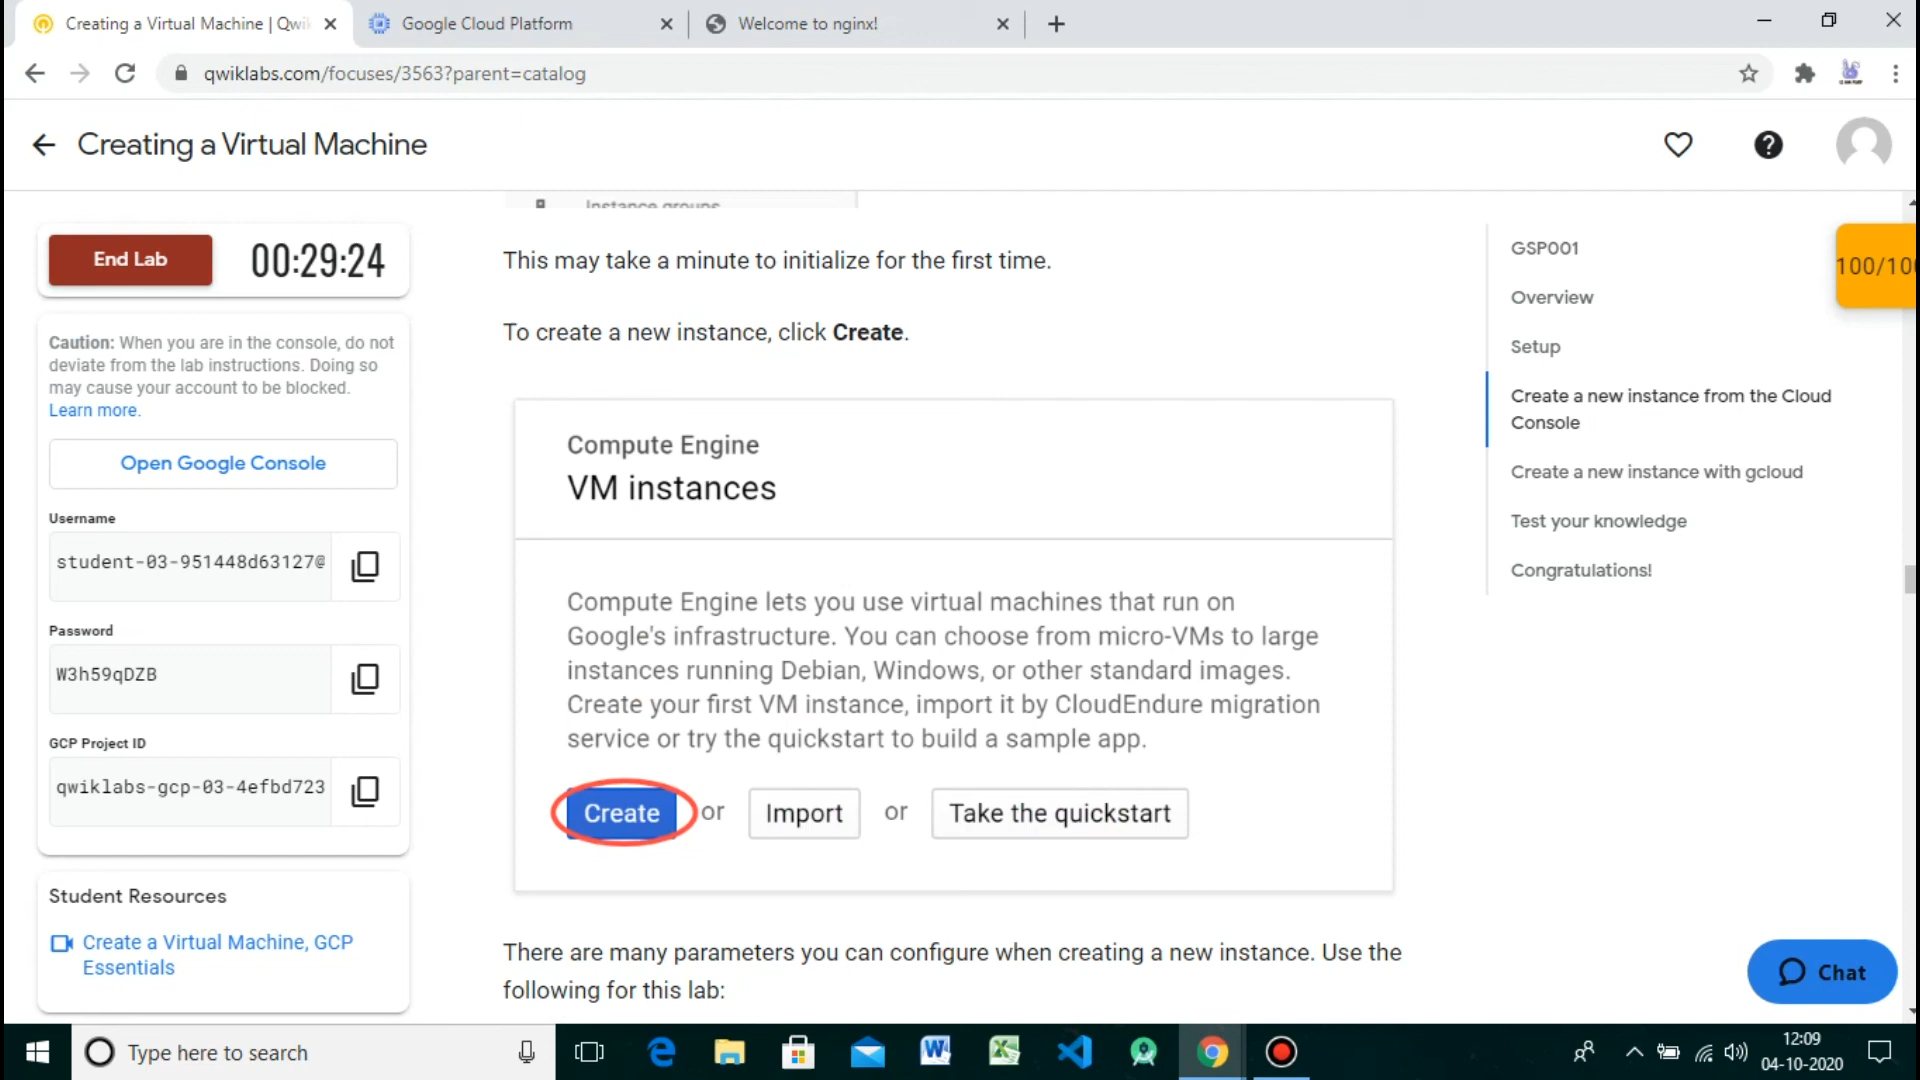 Creating a Virtual Machine | Qwik
Google Cloud Platform
Welcome to nginx!
qwiklabs.com/focuses/3563?parent=catalog
Creating a Virtual Machine
End Lab
00:29:24
Caution: When you are in the console, do not
deviate from the lab instructions. Doing so
may cause your account to be blocked.
Learn more.
Open Google Console
Username
student-03-951448d63127@
Password
W3h59qDZB
GCP Project ID
qwiklabs-gcp-03-4efbd723
Student Resources
Create a Virtual Machine, GCP
Essentials
Instance groups
This may take a minute to initialize for the first time.
To create a new instance, click Create.
Compute Engine
VM instances
Compute Engine lets you use virtual machines that run on
Google's infrastructure. You can choose from micro-VMs to large
instances running Debian, Windows, or other standard images.
Create your first VM instance, import it by CloudEndure migration
service or try the quickstart to build a sample app.
Create or Import or Take the quickstart
There are many parameters you can configure when creating a new instance. Use the
following for this lab:
GSP001
Overview
Setup
Create a new instance from the Cloud
Console
Create a new instance with gcloud
Test your knowledge
Congratulations!
100/100
Chat
Type here to search
12:09
04-10-2020